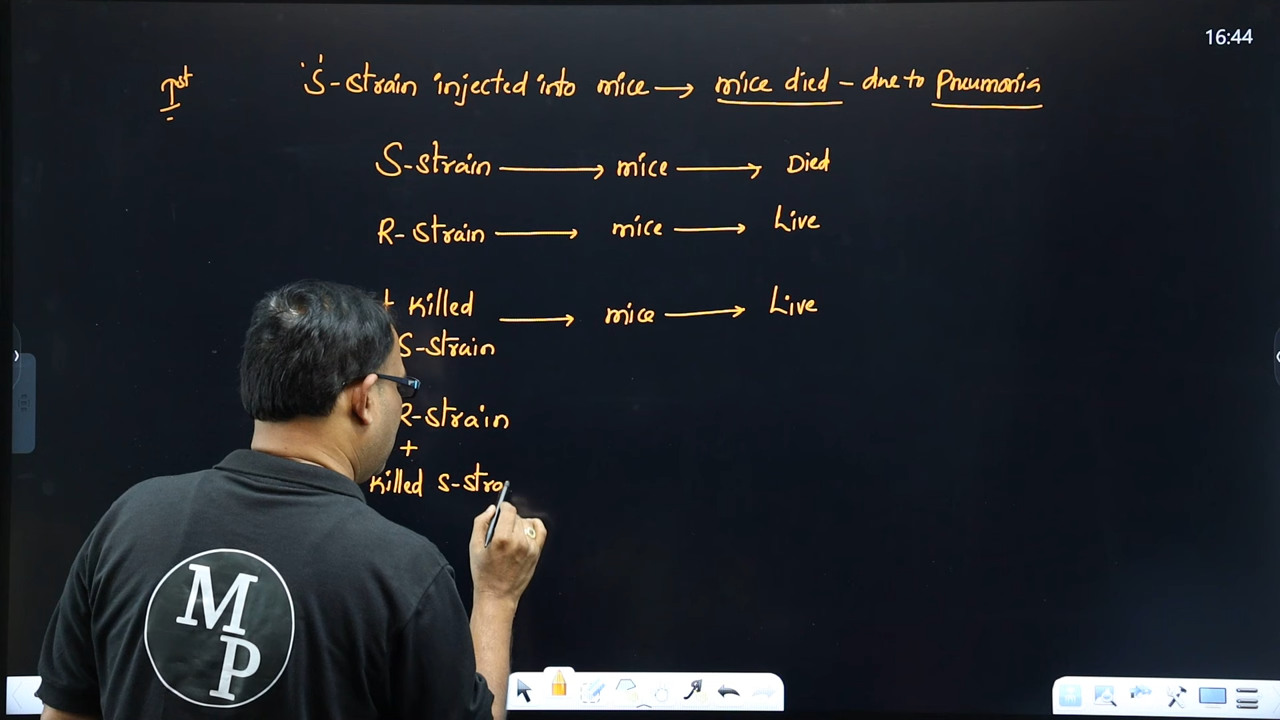 16:44
Ist 'S'-strain injected into mice → mice died - due to Pneumonia
S-strain → mice → Died
R-strain → mice → Live
Killed → mice → Live
S-strain
R-strain
+
Killed S-stra
M
P